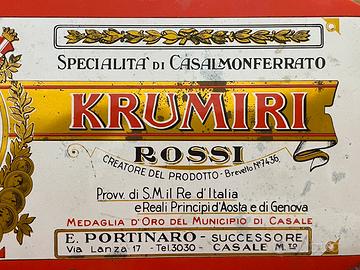 SPECIALITÀ DI CASALMONFERRATO
KRUMIRI
ROSSI
CREATORE DEL PRODOTTO - Brevetto N° 7436
Provv. di S.M. il Re d'Italia
e Reali Principi d'Aosta e di Genova
MEDAGLIA D'ORO DEL MUNICIPIO DI CASALE
E. PORTINARO - SUCCESSORE
Via Lanza 17 - Tel. 3030 - CASALE M.TO